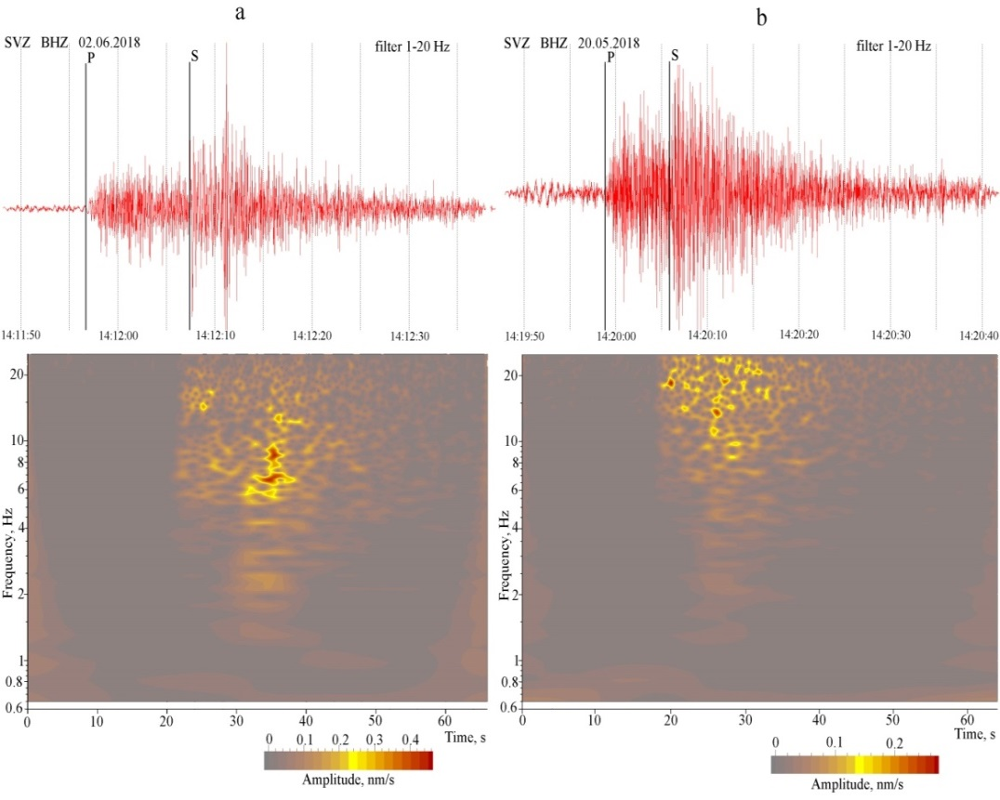 a
SVZ BHZ 02.06.2018 filter 1-20 Hz
P S
14:11:50 14:12:00 14:12:10 14:12:20 14:12:30
20
10
8
6
4
2
1
0.8
0.6
Frequency, Hz
0 10 20 30 40 50 60
Time, s
0 0.1 0.2 0.3 0.4
Amplitude, nm/s
b
SVZ BHZ 20.05.2018 filter 1-20 Hz
P S
14:19:50 14:20:00 14:20:10 14:20:20 14:20:30 14:20:40
20
10
8
6
4
2
1
0.8
0.6
Frequency, Hz
0 10 20 30 40 50 60
Time, s
0 0.1 0.2
Amplitude, nm/s